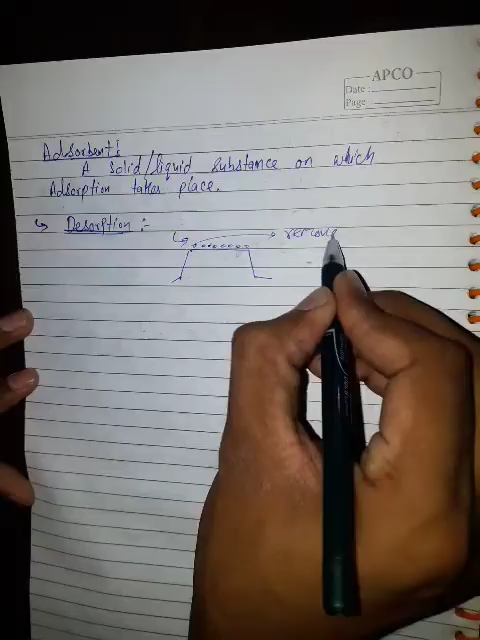 APCO
Date :
Page
Adsorbent:
A solid/liquid substance on which
Adsorption takes place.
↳ Desorption :-
remove